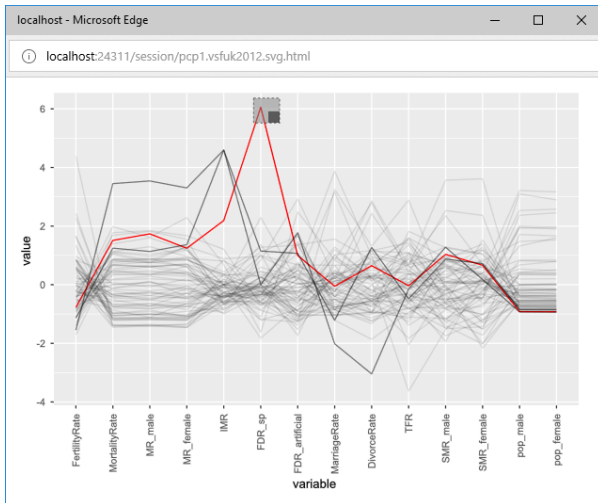 localhost - Microsoft Edge
localhost:24311/session/pcp1.vsfuk2012.svg.html
6
4
2
0
-2
-4
value
FertilityRate
MortalityRate
MR_male
MR_female
IMR
FDR_sp
FDR_artificial
MarriageRate
DivorceRate
TFR
SMR_male
SMR_female
pop_male
pop_female
variable